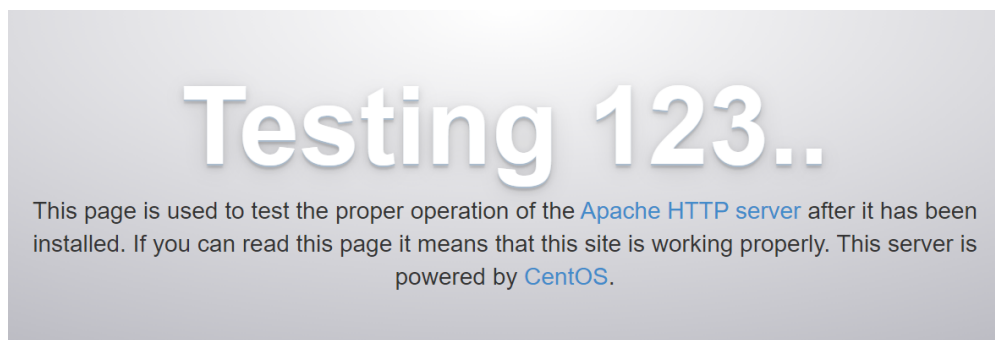 Testing 123..
This page is used to test the proper operation of the Apache HTTP server after it has been
installed. If you can read this page it means that this site is working properly. This server is
powered by CentOS.